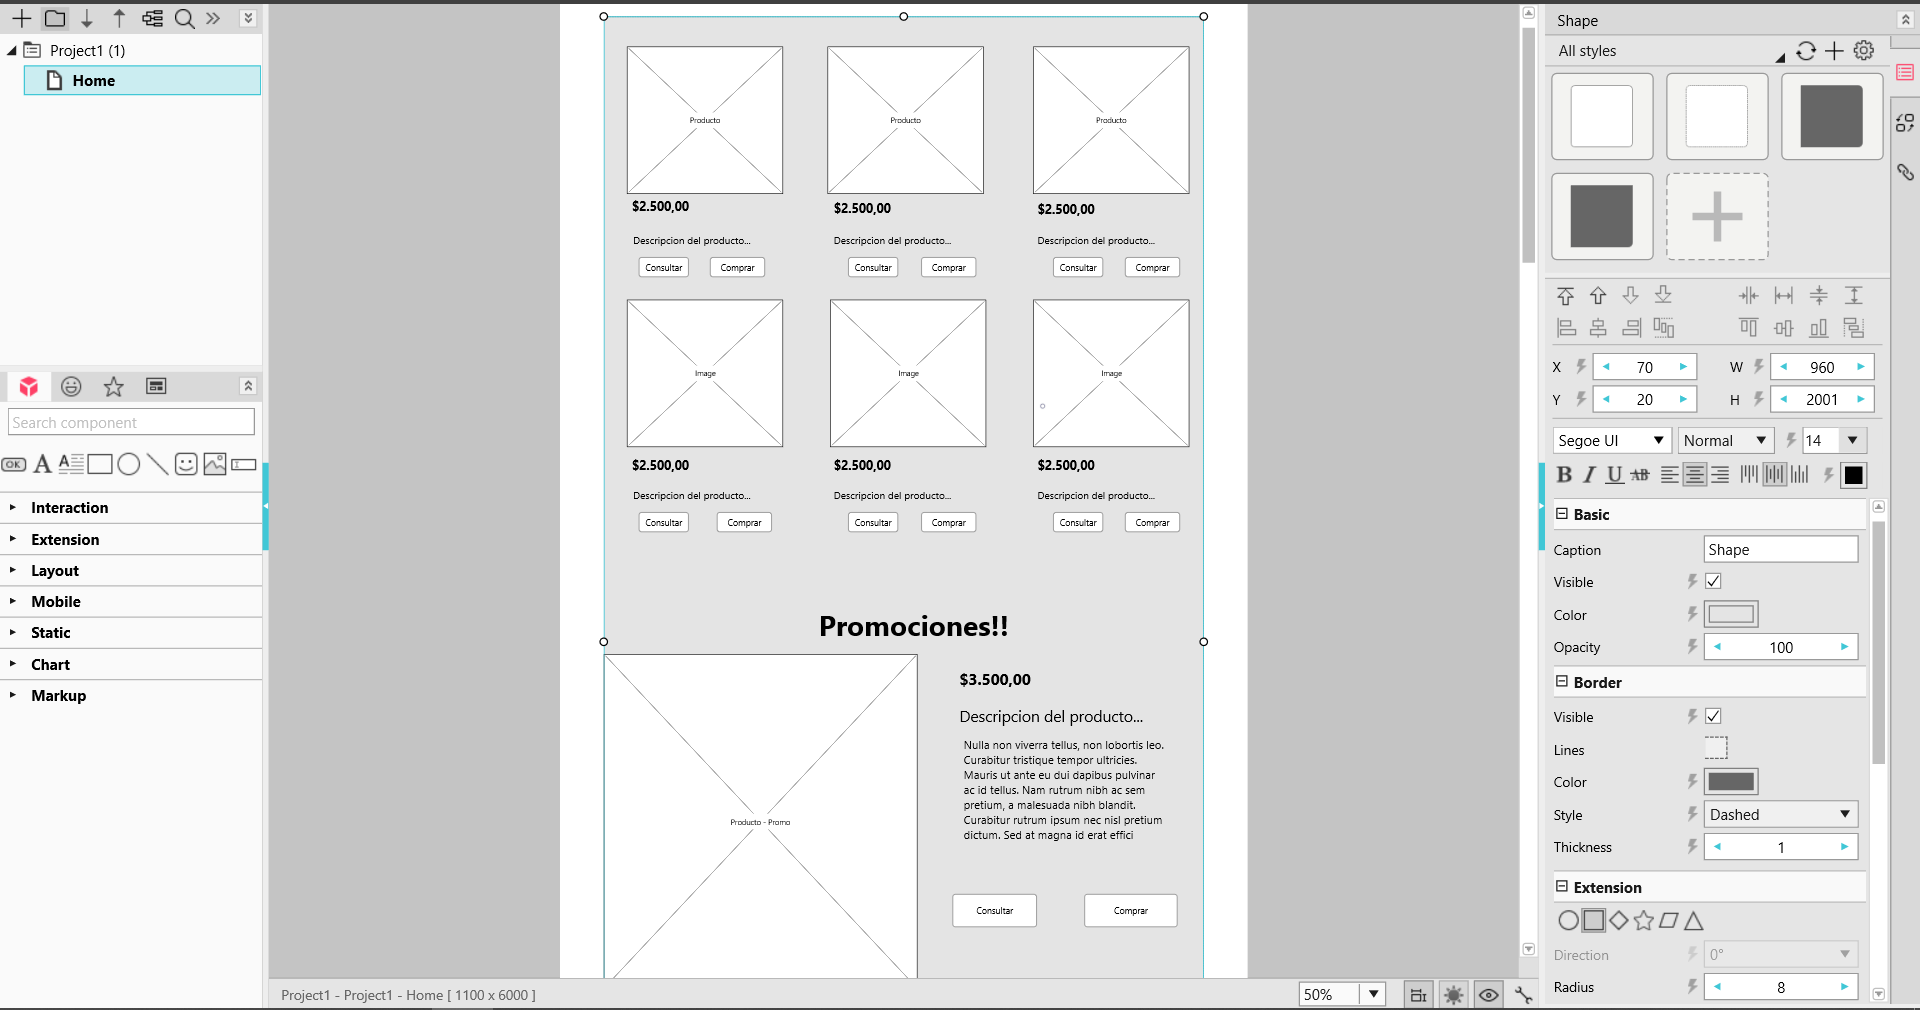 Project1 (1)
Home
Search component
OK
Interaction
Extension
Layout
Mobile
Static
Chart
Markup
Producto
Producto
Producto
$2.500,00
$2.500,00
$2.500,00
Descripcion del producto...
Descripcion del producto...
Descripcion del producto...
Consultar
Comprar
Consultar
Comprar
Consultar
Comprar
Image
Image
Image
$2.500,00
$2.500,00
$2.500,00
Descripcion del producto...
Descripcion del producto...
Descripcion del producto...
Consultar
Comprar
Consultar
Comprar
Consultar
Comprar
Promociones!!
Producto - Promo
$3.500,00
Descripcion del producto...
Nulla non viverra tellus, non lobortis leo.
Curabitur tristique tempor ultricies.
Mauris ut ante eu dui dapibus pulvinar
ac id tellus. Nam rutrum nibh ac sem
pretium, a malesuada nibh blandit.
Curabitur rutrum ipsum nec nisl pretium
dictum. Sed at magna id erat effici
Consultar
Comprar
Project1 - Project1 - Home [ 1100 x 6000 ]
50%
Shape
All styles
X 70 W 960
Y 20 H 2001
Segoe UI Normal 14
B I U AB
Basic
Caption Shape
Visible
Color
Opacity 100
Border
Visible
Lines
Color
Style Dashed
Thickness 1
Extension
Direction 0°
Radius 8